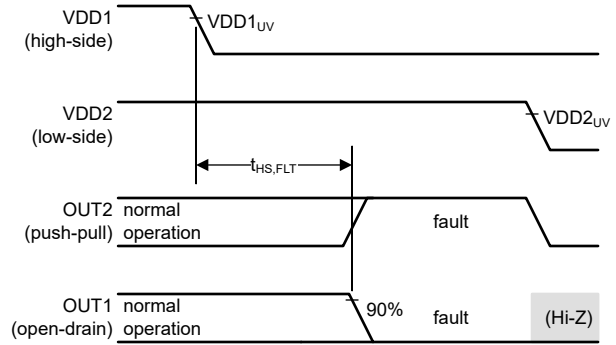 VDD1
(high-side)
VDD1UV
VDD2
(low-side)
VDD2UV
tHS,FLT
OUT2
(push-pull)
normal
operation
fault
OUT1
(open-drain)
normal
operation
90%
fault
(Hi-Z)